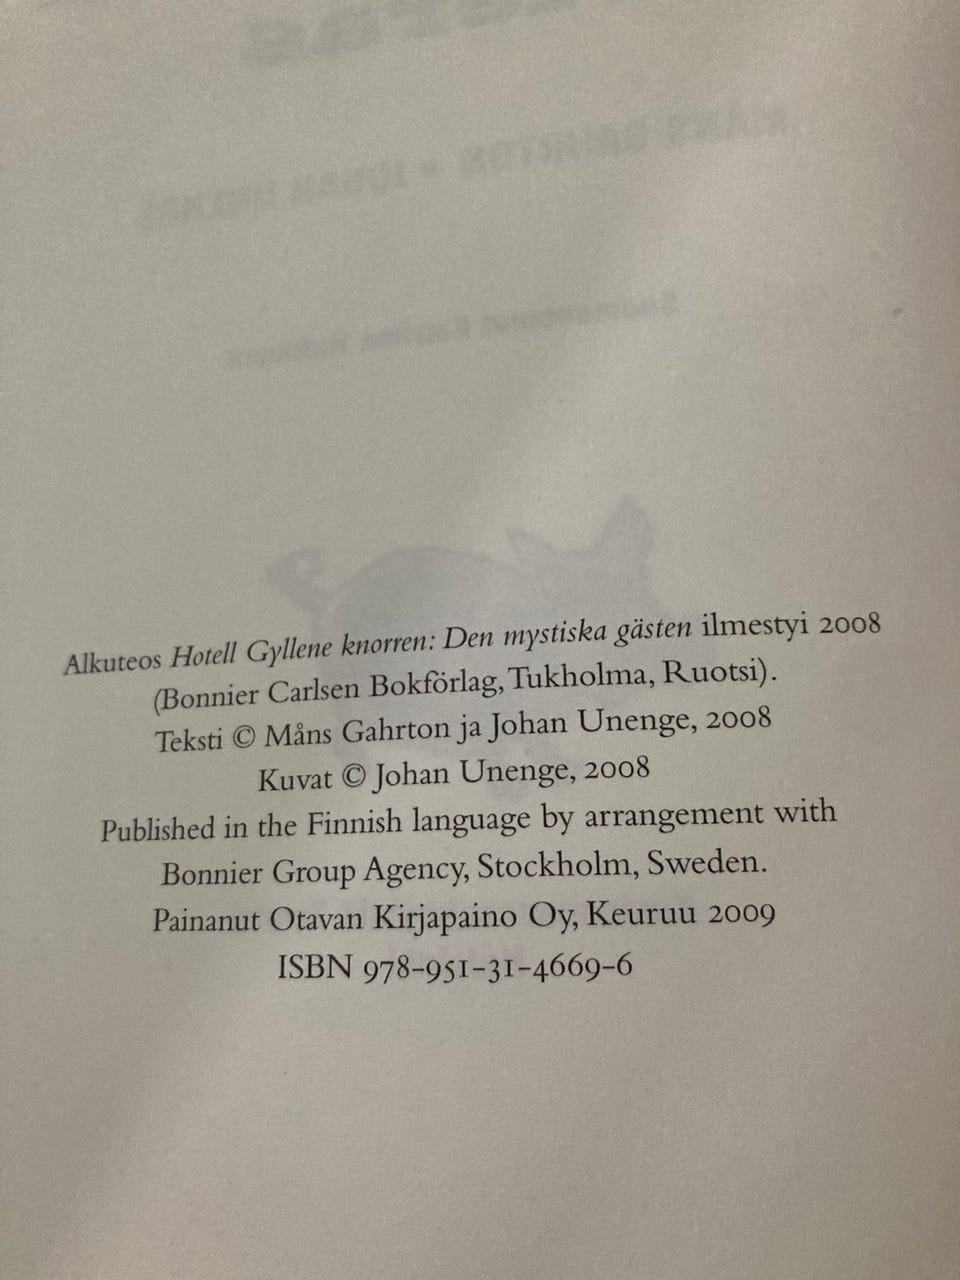 Alkuteos Hotell Gyllene knorren: Den mystiska gästen ilmestyi 2008
(Bonnier Carlsen Bokförlag, Tukholma, Ruotsi).
Teksti © Måns Gahrton ja Johan Unenge, 2008
Kuvat © Johan Unenge, 2008
Published in the Finnish language by arrangement with
Bonnier Group Agency, Stockholm, Sweden.
Painanut Otavan Kirjapaino Oy, Keuruu 2009
ISBN 978-951-31-4669-6